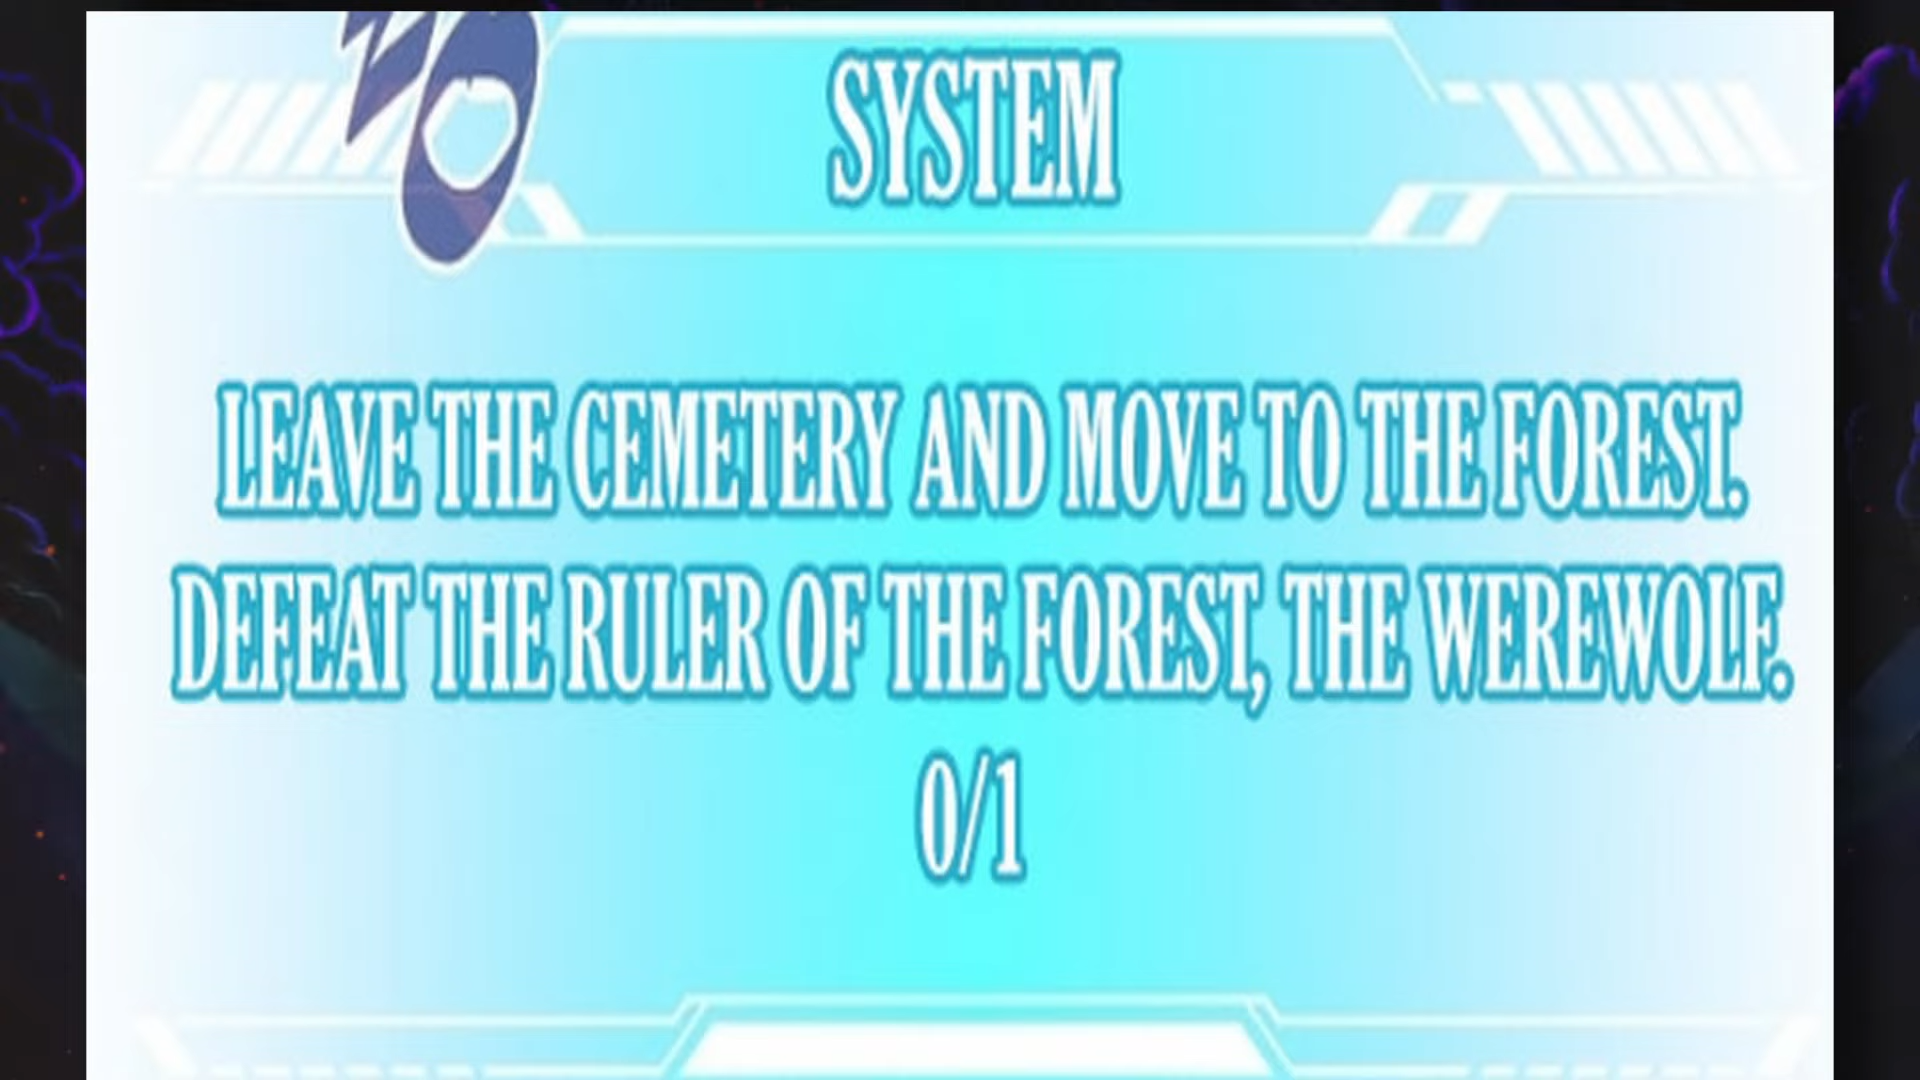 SYSTEM
LEAVE THE CEMETERY AND MOVE TO THE FOREST.
DEFEAT THE RULER OF THE FOREST, THE WEREWOLF.
0/1